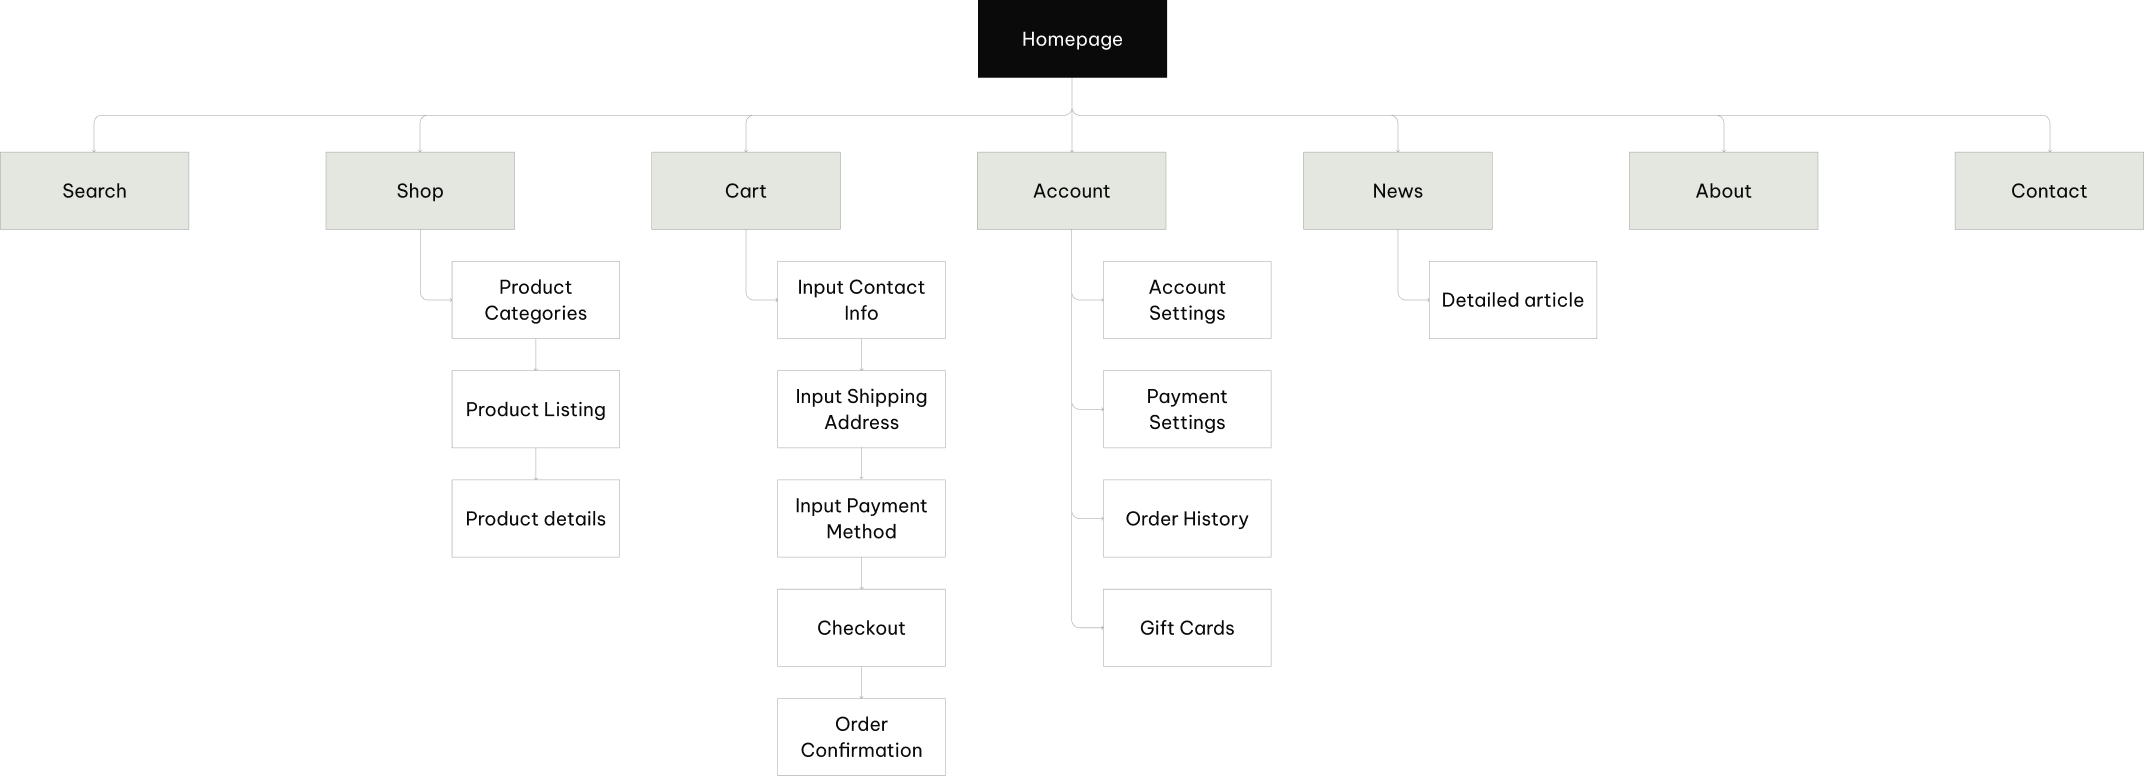 Homepage
Search
Shop
Cart
Account
News
About
Contact
Product
Categories
Product Listing
Product details
Input Contact
Info
Input Shipping
Address
Input Payment
Method
Checkout
Order
Confirmation
Account
Settings
Payment
Settings
Order History
Gift Cards
Detailed article